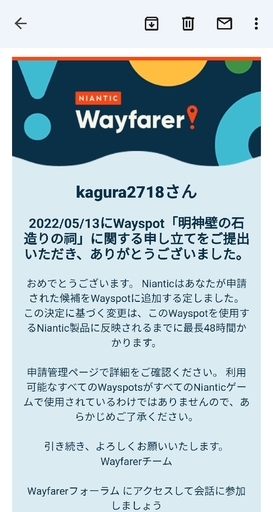 NIANTIC
Wayfarer!
kagura2718さん
2022/05/13にWayspot「明神壁の石
造りの祠」に関する申し立てをご提出
いただき、ありがとうございました。
おめでとうございます。 Nianticはあなたが申請
された候補をWayspotに追加する定しました。
この決定に基づく変更は、このWayspotを使用す
るNiantic製品に反映されるまでに最長48時間か
かります。
申請管理ページで詳細をご確認ください。 利用
可能なすべてのWayspotsがすべてのNianticゲー
ムで使用されているわけではありませんので、あ
らかじめご了承ください。
引き続き、よろしくお願いいたします。
Wayfarerチーム
Wayfarerフォーラム にアクセスして会話に参加
しましょう